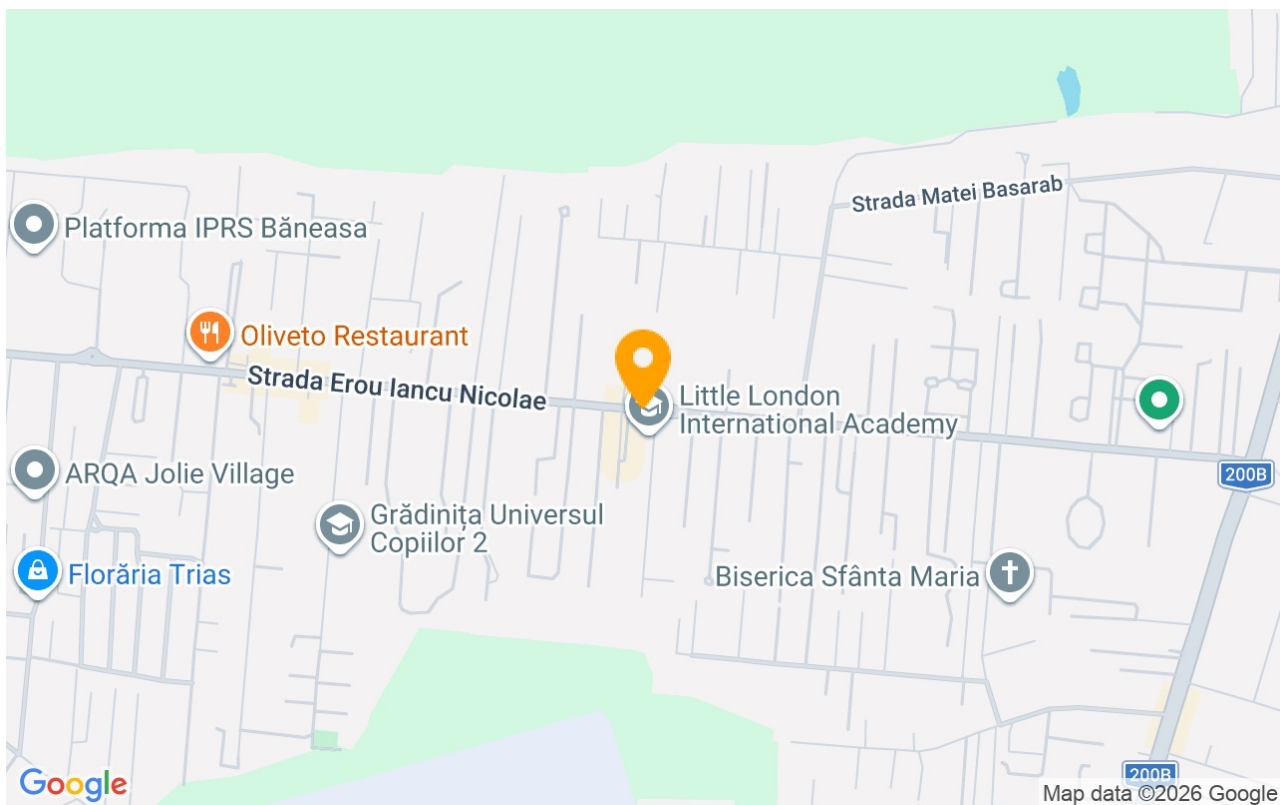 Strada Matei Basarab
Platforma IPRS Băneasa
Oliveto Restaurant
Strada Erou Iancu Nicolae
Little London
International Academy
200B
ARQA Jolie Village
Grădinița Universul
Copiilor 2
Florăria Trias
Biserica Sfânta Maria
200B
Google
Map data ©2026 Google